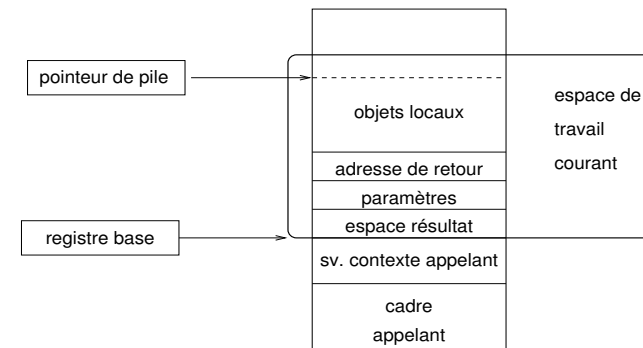 pointeur de pile
objets locaux
espace de
travail
courant
adresse de retour
paramètres
registre base
espace résultat
sv. contexte appelant
cadre
appelant